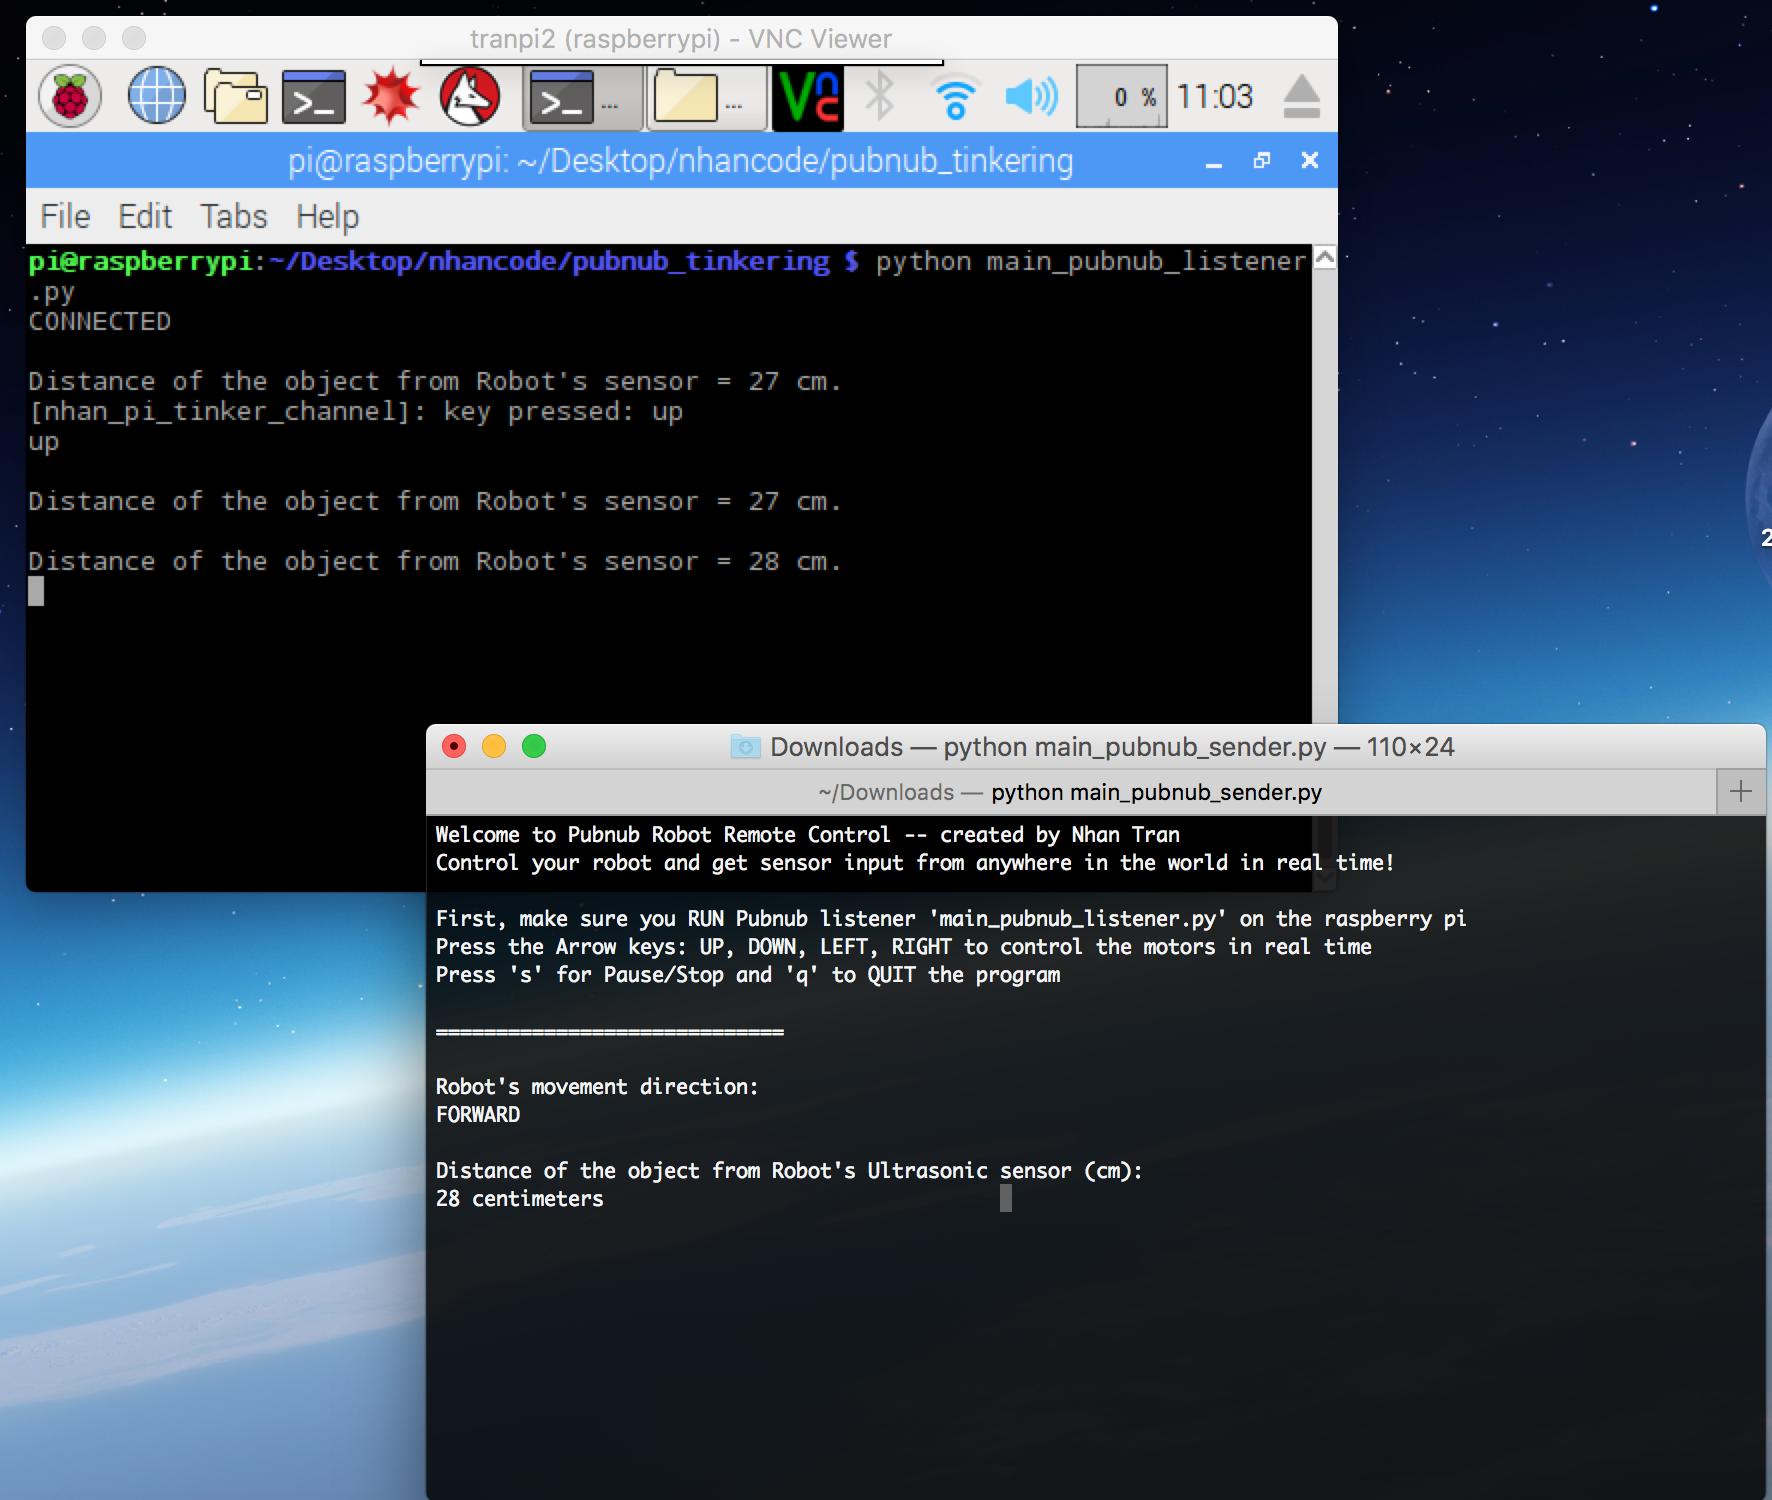 tranpi2 (raspberrypi) - VNC Viewer
>_ >_ ... ... Vnc 0 % 11:03
pi@raspberrypi: ~/Desktop/nhancode/pubnub_tinkering
File Edit Tabs Help
pi@raspberrypi:~/Desktop/nhancode/pubnub_tinkering $ python main_pubnub_listener
.py
CONNECTED
Distance of the object from Robot's sensor = 27 cm.
[nhan_pi_tinker_channel]: key pressed: up
up
Distance of the object from Robot's sensor = 27 cm.
Distance of the object from Robot's sensor = 28 cm.
2
Downloads — python main_pubnub_sender.py — 110×24
~/Downloads — python main_pubnub_sender.py
Welcome to Pubnub Robot Remote Control -- created by Nhan Tran
Control your robot and get sensor input from anywhere in the world in real time!
First, make sure you RUN Pubnub listener 'main_pubnub_listener.py' on the raspberry pi
Press the Arrow keys: UP, DOWN, LEFT, RIGHT to control the motors in real time
Press 's' for Pause/Stop and 'q' to QUIT the program
=============================
Robot's movement direction:
FORWARD
Distance of the object from Robot's Ultrasonic sensor (cm):
28 centimeters